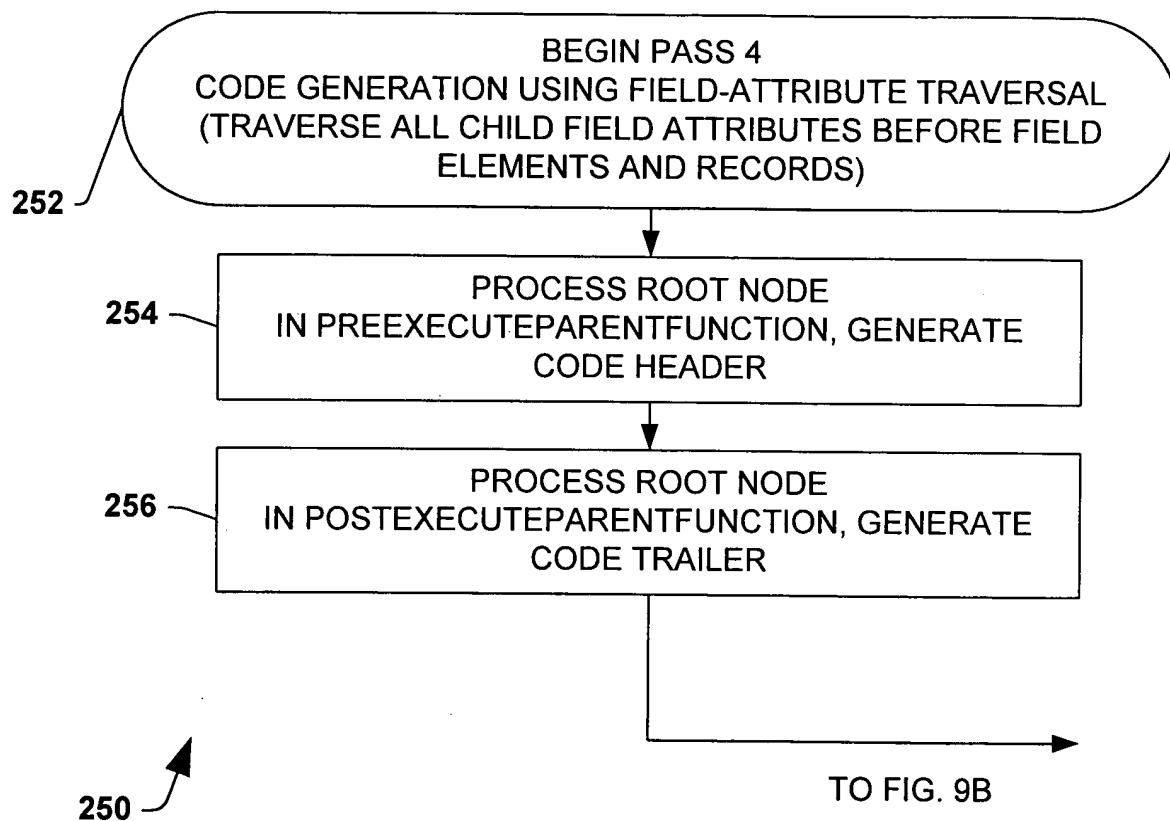 BEGIN PASS 4
CODE GENERATION USING FIELD-ATTRIBUTE TRAVERSAL
(TRAVERSE ALL CHILD FIELD ATTRIBUTES BEFORE FIELD
ELEMENTS AND RECORDS)
252
PROCESS ROOT NODE
IN PREEXECUTEPARENTFUNCTION, GENERATE
CODE HEADER
254
PROCESS ROOT NODE
IN POSTEXECUTEPARENTFUNCTION, GENERATE
CODE TRAILER
256
TO FIG. 9B
250